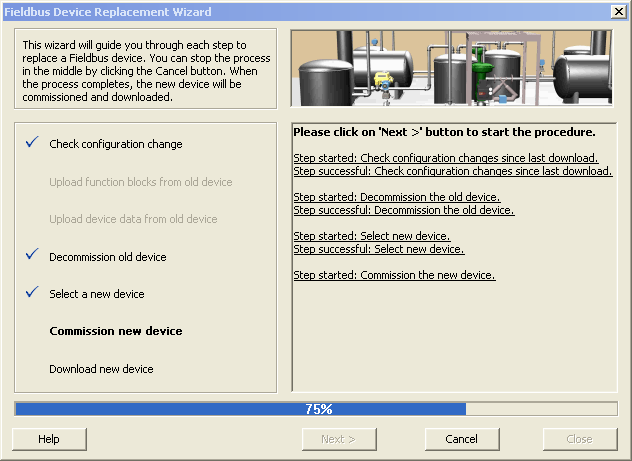 Fieldbus Device Replacement Wizard
This wizard will guide you through each step to
replace a Fieldbus device. You can stop the process
in the middle by clicking the Cancel button. When
the process completes, the new device will be
commissioned and downloaded.
Check configuration change
Upload function blocks from old device
Upload device data from old device
Decommission old device
Select a new device
Commission new device
Download new device
Please click on 'Next >' button to start the procedure.
Step started: Check configuration changes since last download.
Step successful: Check configuration changes since last download.
Step started: Decommission the old device.
Step successful: Decommission the old device.
Step started: Select new device.
Step successful: Select new device.
Step started: Commission the new device.
75%
Help
Next >
Cancel
Close